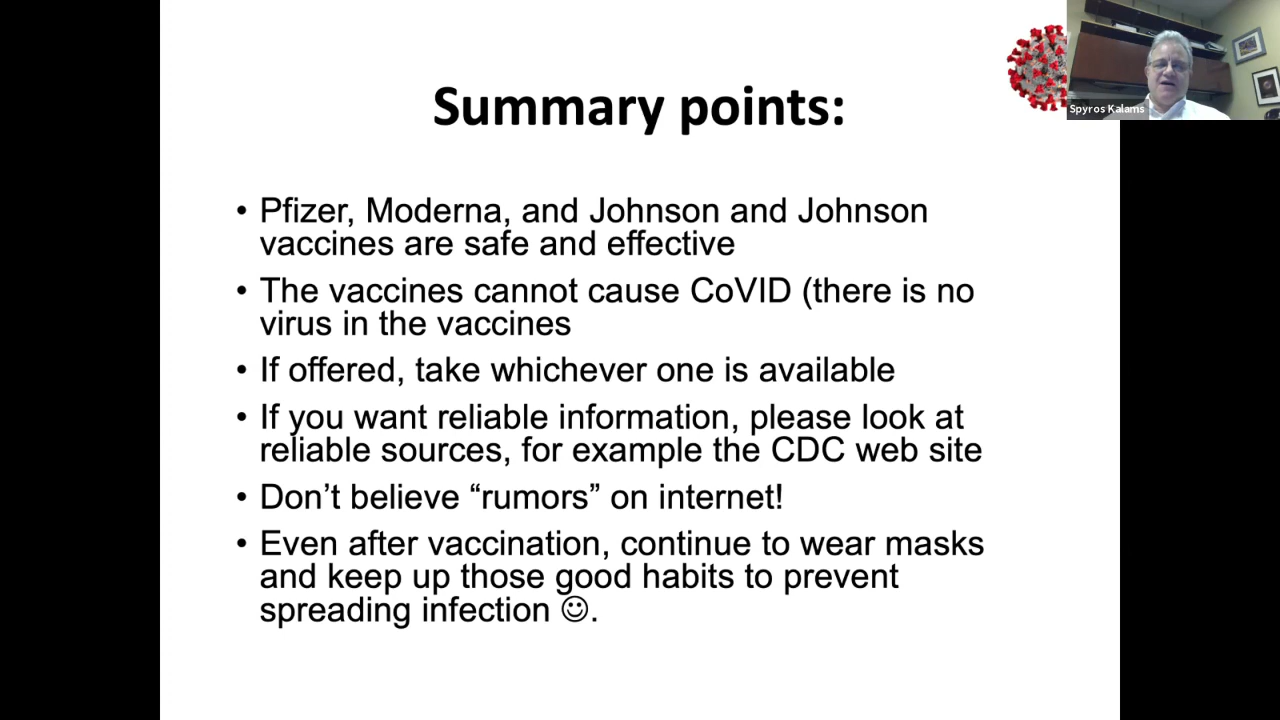 Summary points:
Spyros Kalams
• Pfizer, Moderna, and Johnson and Johnson
vaccines are safe and effective
• The vaccines cannot cause CoVID (there is no
virus in the vaccines
• If offered, take whichever one is available
• If you want reliable information, please look at
reliable sources, for example the CDC web site
• Don’t believe “rumors” on internet!
• Even after vaccination, continue to wear masks
and keep up those good habits to prevent
spreading infection ☺.